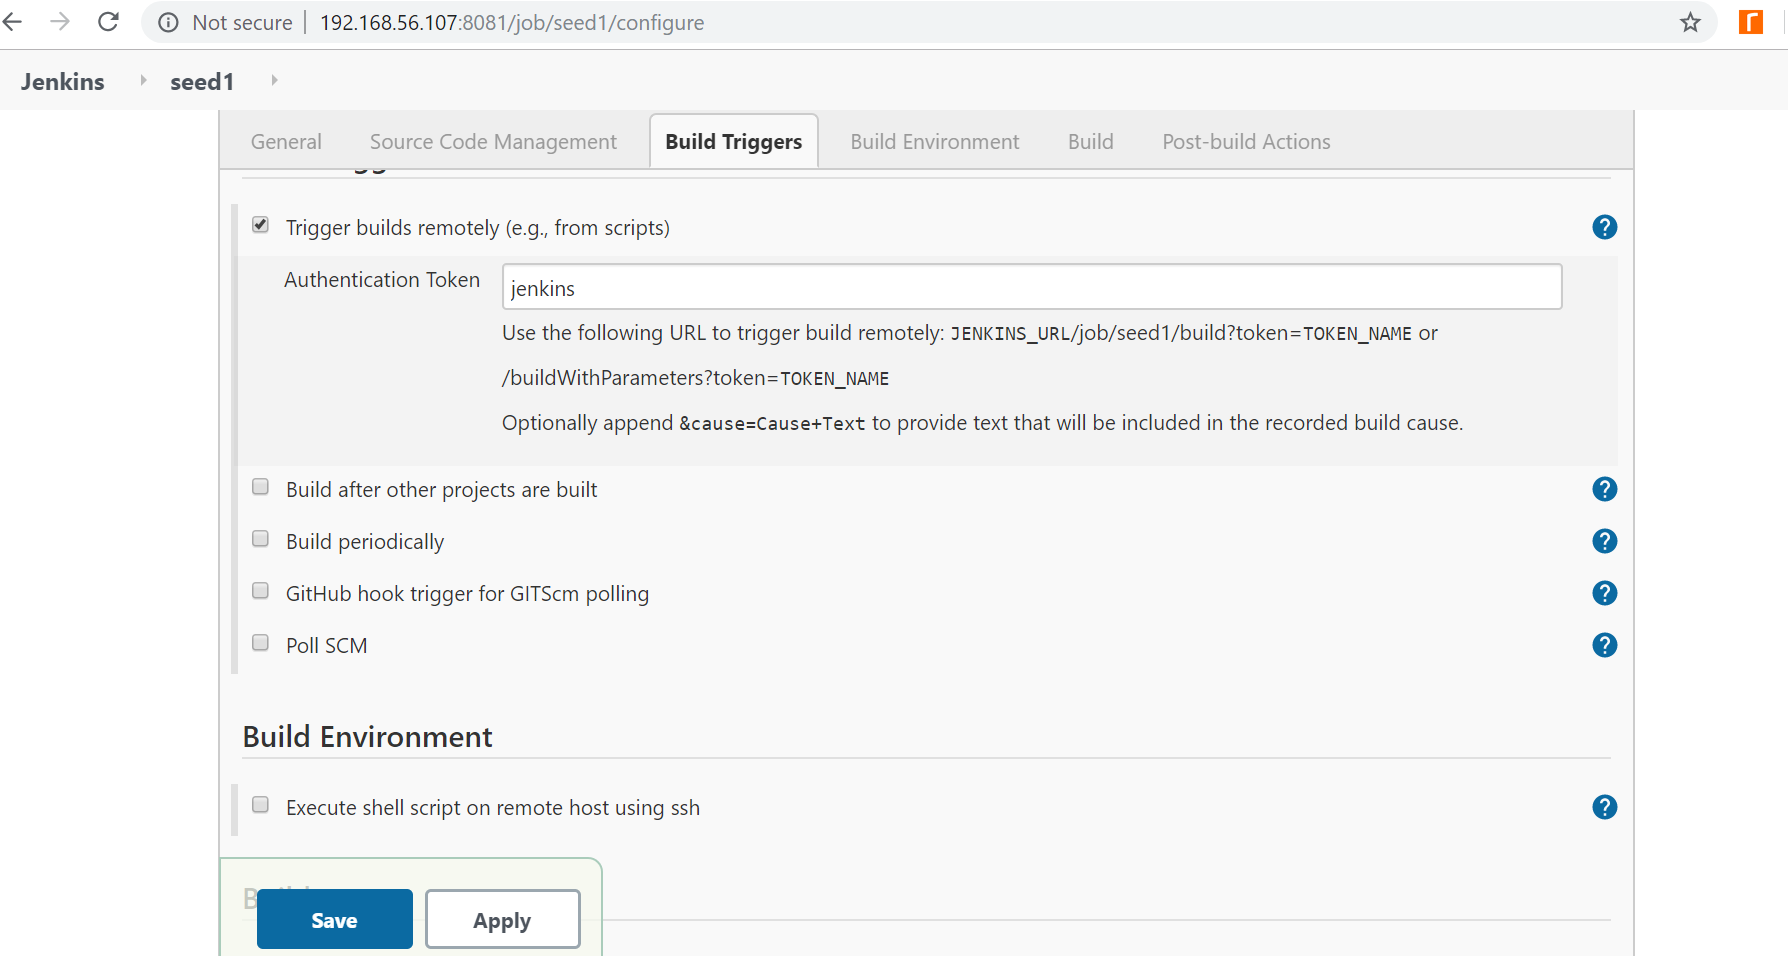 Not secure 192.168.56.107:8081/job/seed1/configure
Jenkins seed1
General Source Code Management Build Triggers Build Environment Build Post-build Actions
Trigger builds remotely (e.g., from scripts) ?
Authentication Token jenkins
Use the following URL to trigger build remotely: JENKINS_URL/job/seed1/build?token=TOKEN_NAME or
/buildWithParameters?token=TOKEN_NAME
Optionally append &cause=Cause+Text to provide text that will be included in the recorded build cause.
Build after other projects are built ?
Build periodically ?
GitHub hook trigger for GITScm polling ?
Poll SCM ?
Build Environment
Execute shell script on remote host using ssh ?
Save Apply